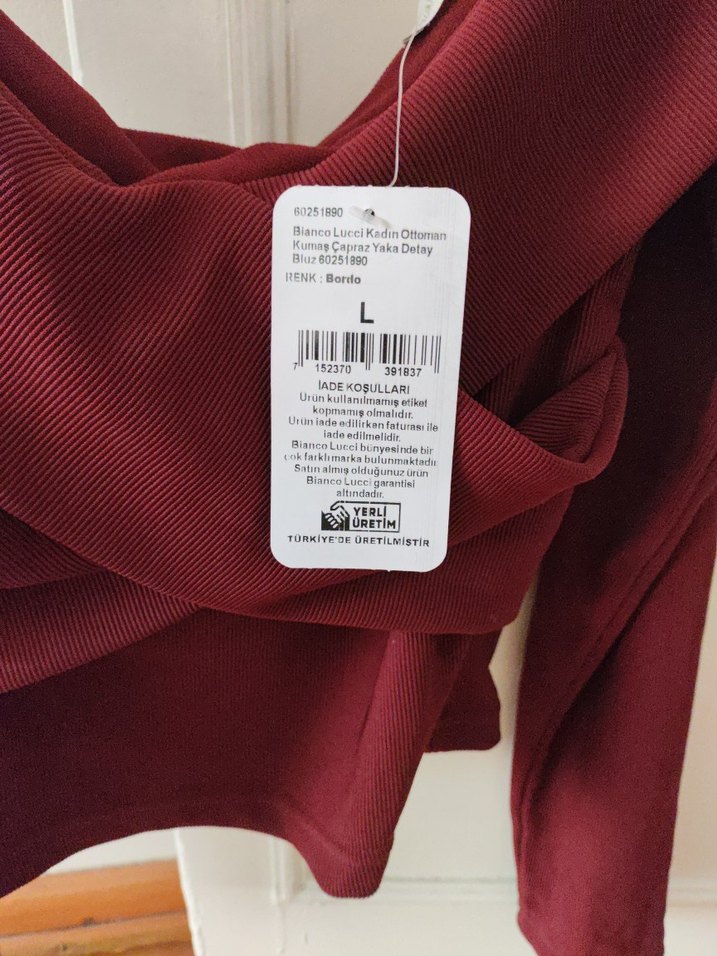 60251890
Bianco Lucci Kadın Ottoman
Kumaş Çapraz Yaka Detay
Bluz 60251890
RENK : Bordo
L
7 152370 391837
İADE KOŞULLARI
Ürün kullanılmamış etiket
kopmamış olmalıdır.
Ürün iade edilirken faturası ile
iade edilmelidir.
Bianco Lucci bünyesinde bir
çok farklı marka bulunmaktadır.
Satın almış olduğunuz ürün
Bianco Lucci garantisi
altındadır.
YERLİ
ÜRETİM
TÜRKİYE'DE ÜRETİLMİŞTİR